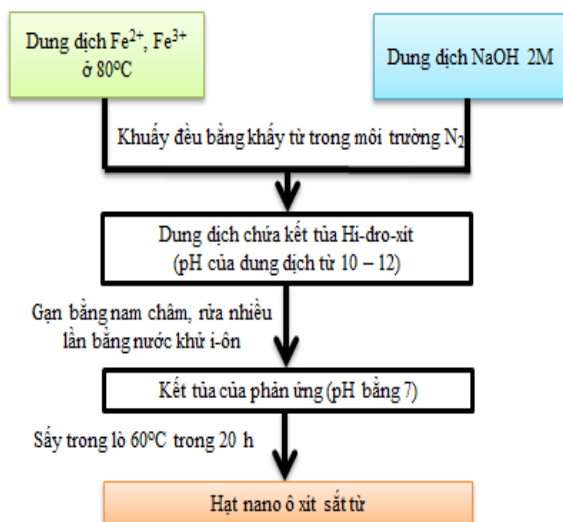 Dung dịch Fe²⁺, Fe³⁺
ở 80⁰C
Dung dịch NaOH 2M
Khuấy đều bằng khấy từ trong môi trường N₂
Dung dịch chứa kết tủa Hi-đro-xít
(pH của dung dịch từ 10 – 12)
Gạn bằng nam châm, rửa nhiều
lần bằng nước khử i-ôn
Kết tủa của phản ứng (pH bằng 7)
Sấy trong lò 60⁰C trong 20 h
Hạt nano ô xít sắt từ